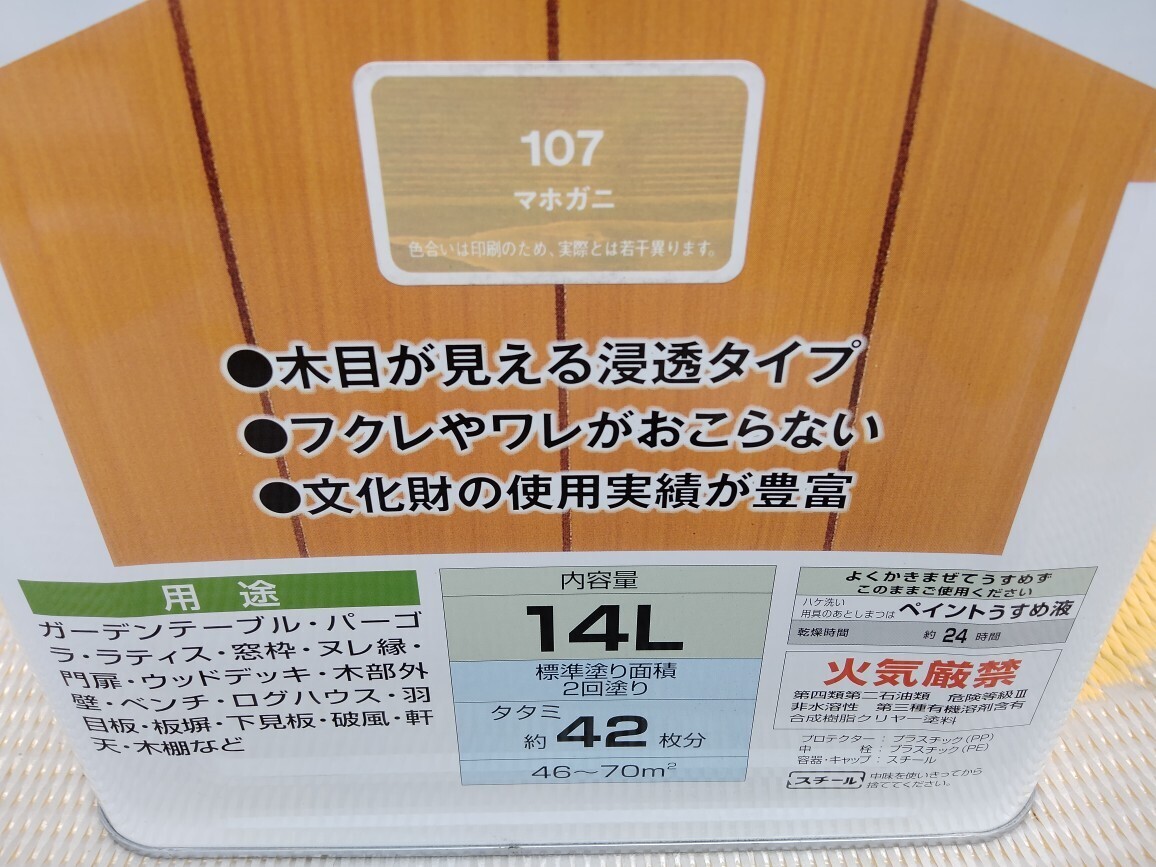 107
マホガニ
色合いは印刷のため、実際とは若干異ります。
●木目が見える浸透タイプ
●フクレやワレがおこらない
●文化財の使用実績が豊富
用途
ガーデンテーブル・パーゴ
ラ・ラティス・窓枠・ヌレ縁・
門扉・ウッドデッキ・木部外
壁・ベンチ・ログハウス・羽
目板・板塀・下見板・破風・軒
天・木棚など
内容量
14L
標準塗り面積
2回塗り
タタミ
約42枚分
46～70m²
よくかきまぜてうすめず
このままご使用ください
ハケ洗い
用具のあとしまつは ペイントうすめ液
乾燥時間 約24時間
火気厳禁
第四類第二石油類 危険等級Ⅲ
非水溶性 第三種有機溶剤含有
合成樹脂クリヤー塗料
プロテクター：プラスチック(PP)
中栓：プラスチック(PE)
容器・キャップ：スチール
スチール 中味を使いきってから
捨ててください。